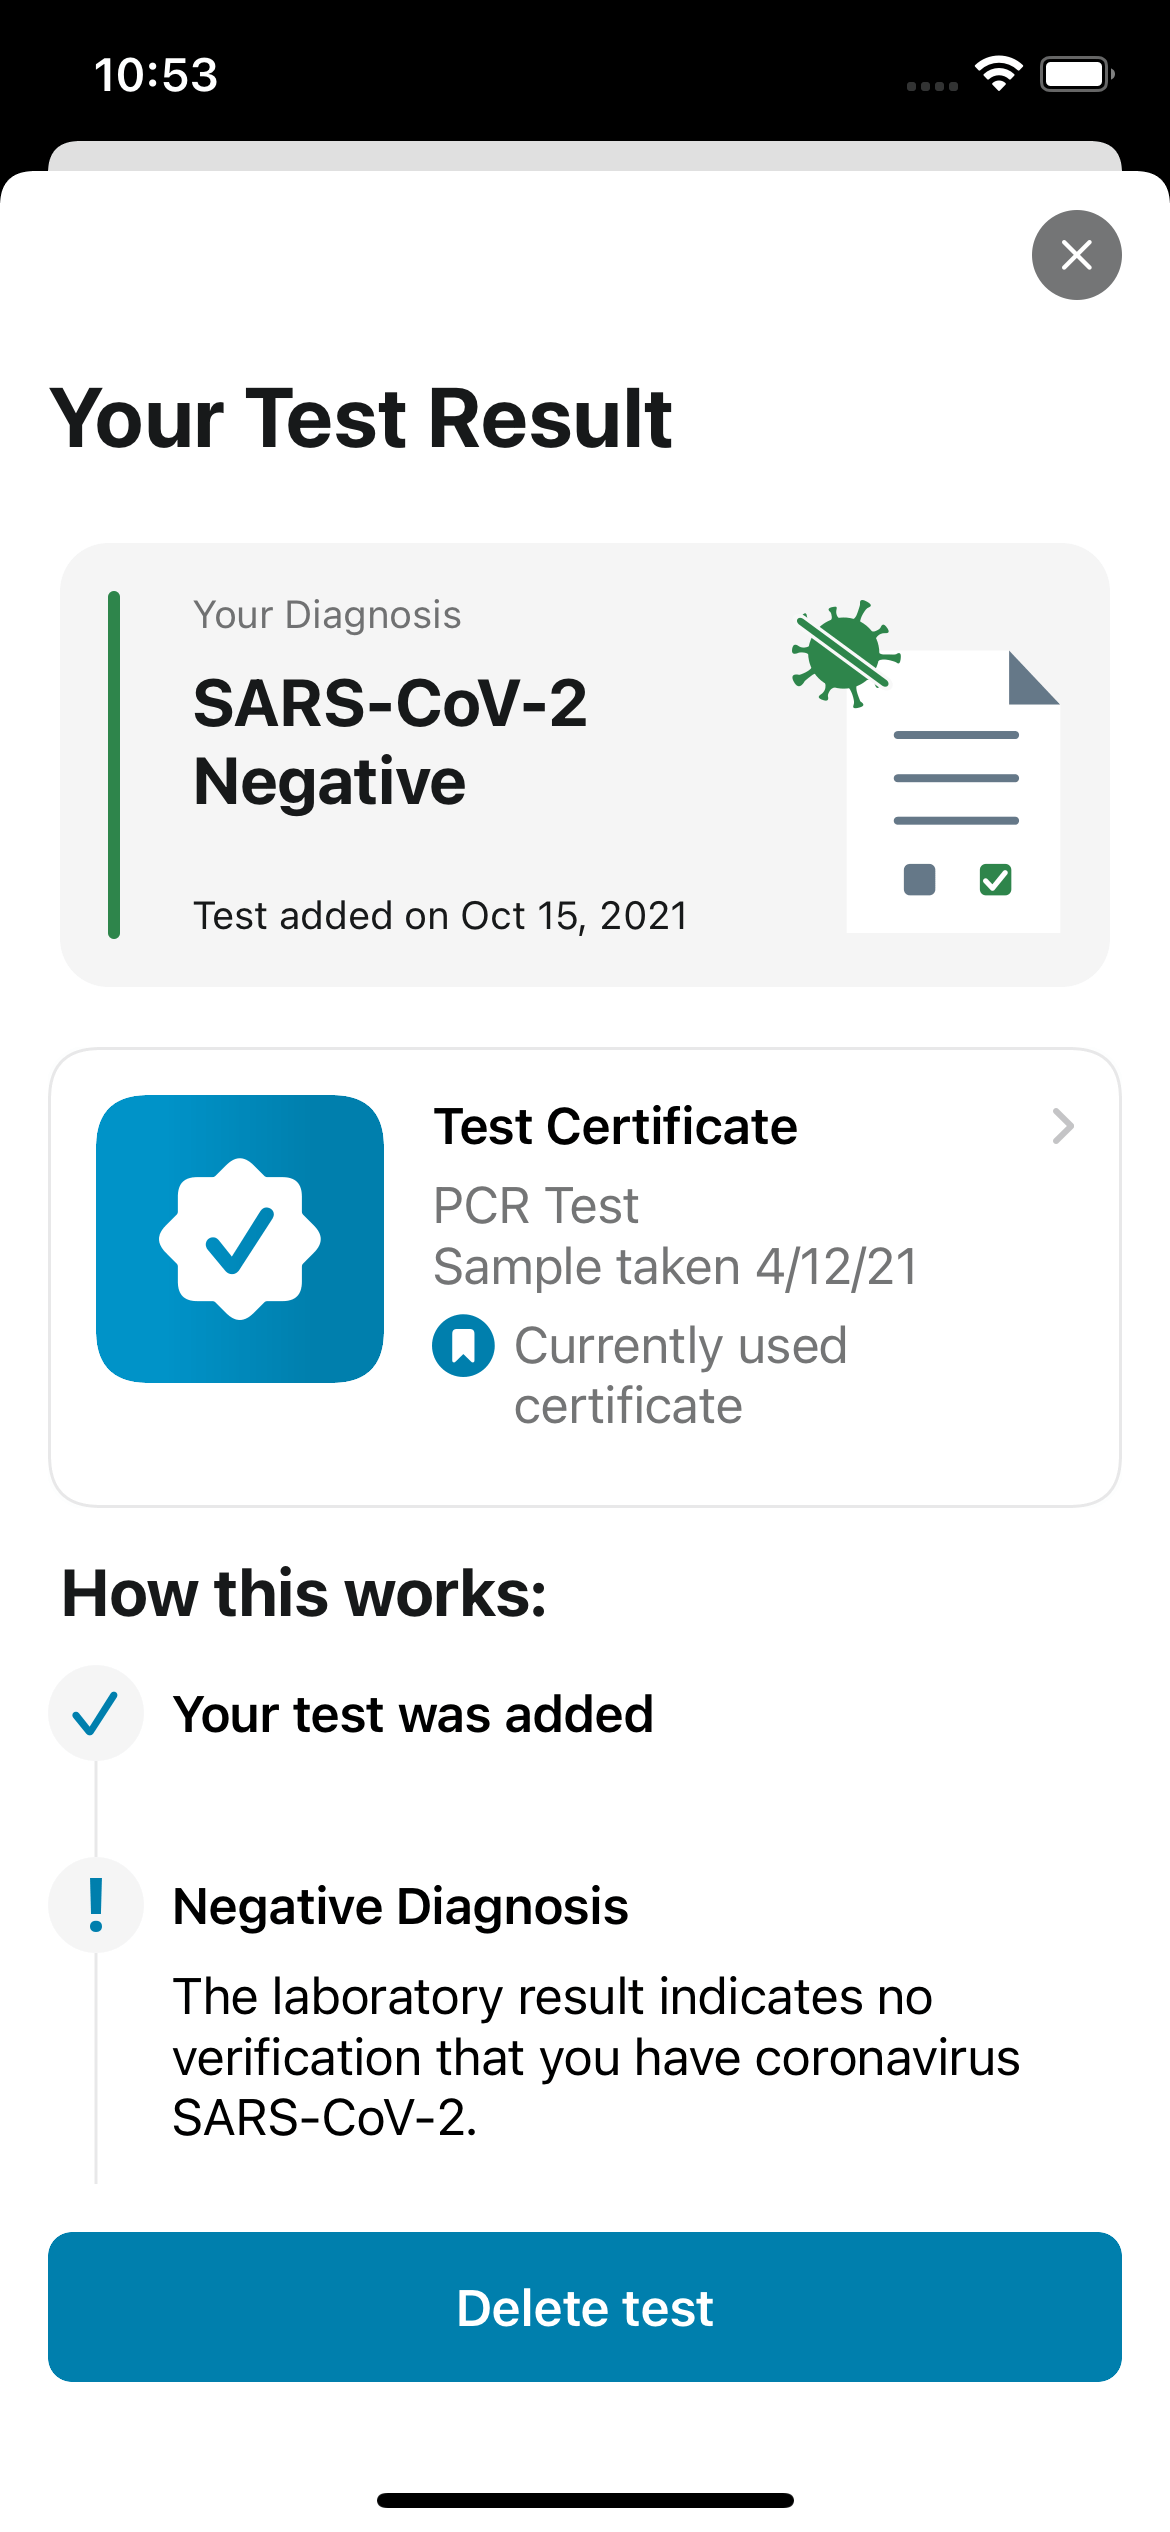 10:53
Your Test Result
Your Diagnosis
SARS-CoV-2
Negative
Test added on Oct 15, 2021
Test Certificate
PCR Test
Sample taken 4/12/21
Currently used
certificate
How this works:
Your test was added
Negative Diagnosis
The laboratory result indicates no
verification that you have coronavirus
SARS-CoV-2.
Delete test